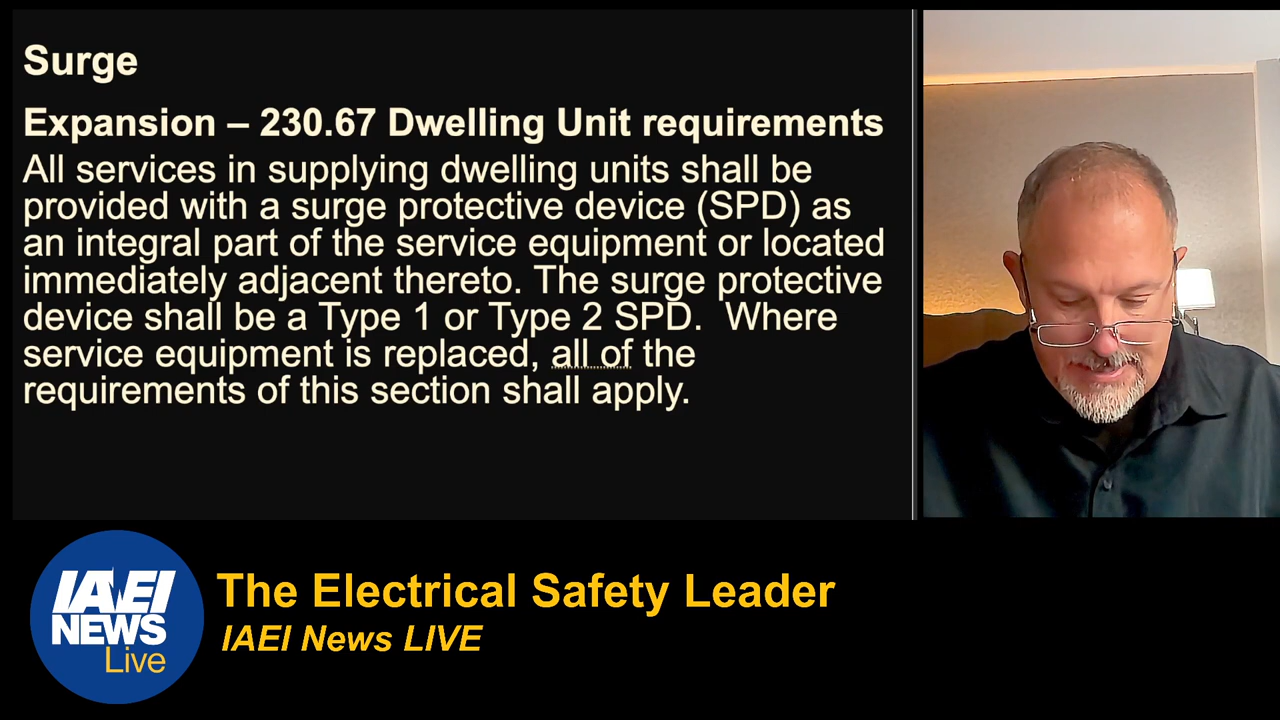 Surge
Expansion – 230.67 Dwelling Unit requirements
All services in supplying dwelling units shall be
provided with a surge protective device (SPD) as
an integral part of the service equipment or located
immediately adjacent thereto. The surge protective
device shall be a Type 1 or Type 2 SPD.  Where
service equipment is replaced, all of the
requirements of this section shall apply.
IAEI
NEWS
Live
The Electrical Safety Leader
IAEI News LIVE